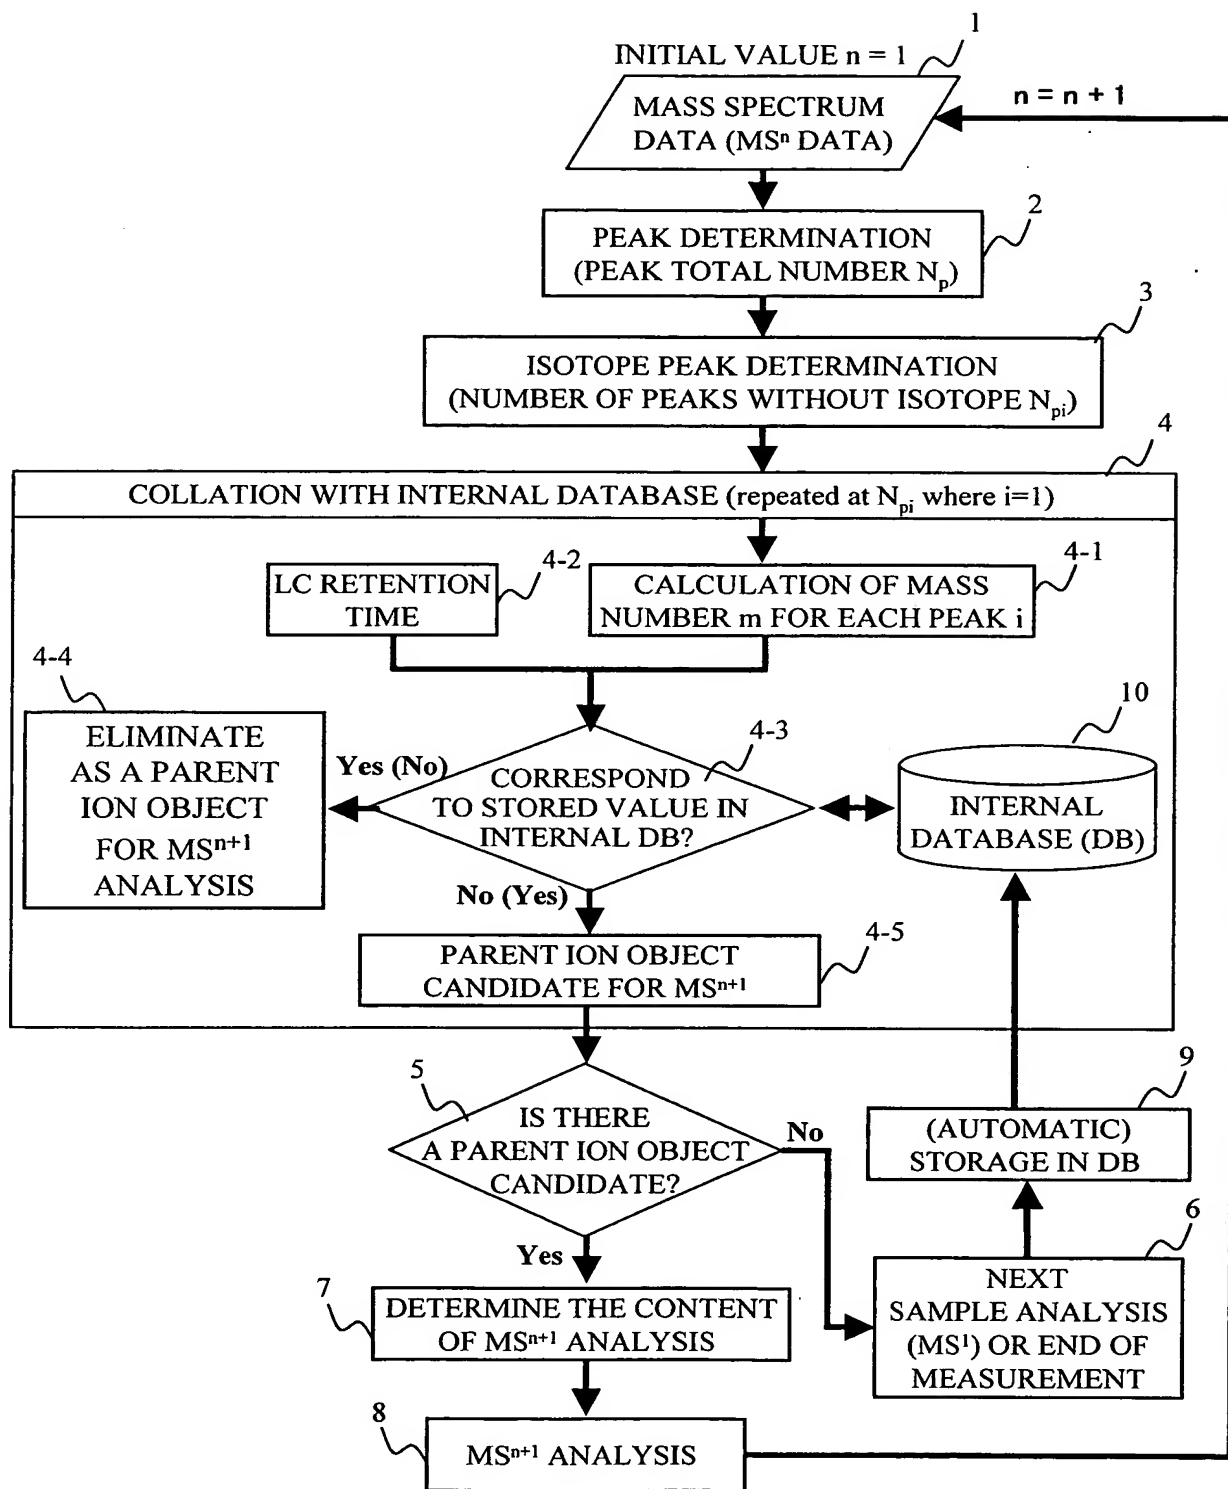 1
INITIAL VALUE n = 1
MASS SPECTRUM
DATA (MSⁿ DATA)
n = n + 1
2
PEAK DETERMINATION
(PEAK TOTAL NUMBER Nₚ)
3
ISOTOPE PEAK DETERMINATION
(NUMBER OF PEAKS WITHOUT ISOTOPE Nₚᵢ)
4
COLLATION WITH INTERNAL DATABASE (repeated at Nₚᵢ where i=1)
4-2
LC RETENTION
TIME
4-1
CALCULATION OF MASS
NUMBER m FOR EACH PEAK i
4-4
ELIMINATE
AS A PARENT
ION OBJECT
FOR MSⁿ⁺¹
ANALYSIS
Yes (No)
4-3
CORRESPOND
TO STORED VALUE IN
INTERNAL DB?
10
INTERNAL
DATABASE (DB)
No (Yes)
4-5
PARENT ION OBJECT
CANDIDATE FOR MSⁿ⁺¹
5
IS THERE
A PARENT ION OBJECT
CANDIDATE?
No
9
(AUTOMATIC)
STORAGE IN DB
Yes
6
NEXT
SAMPLE ANALYSIS
(MS¹) OR END OF
MEASUREMENT
7
DETERMINE THE CONTENT
OF MSⁿ⁺¹ ANALYSIS
8
MSⁿ⁺¹ ANALYSIS